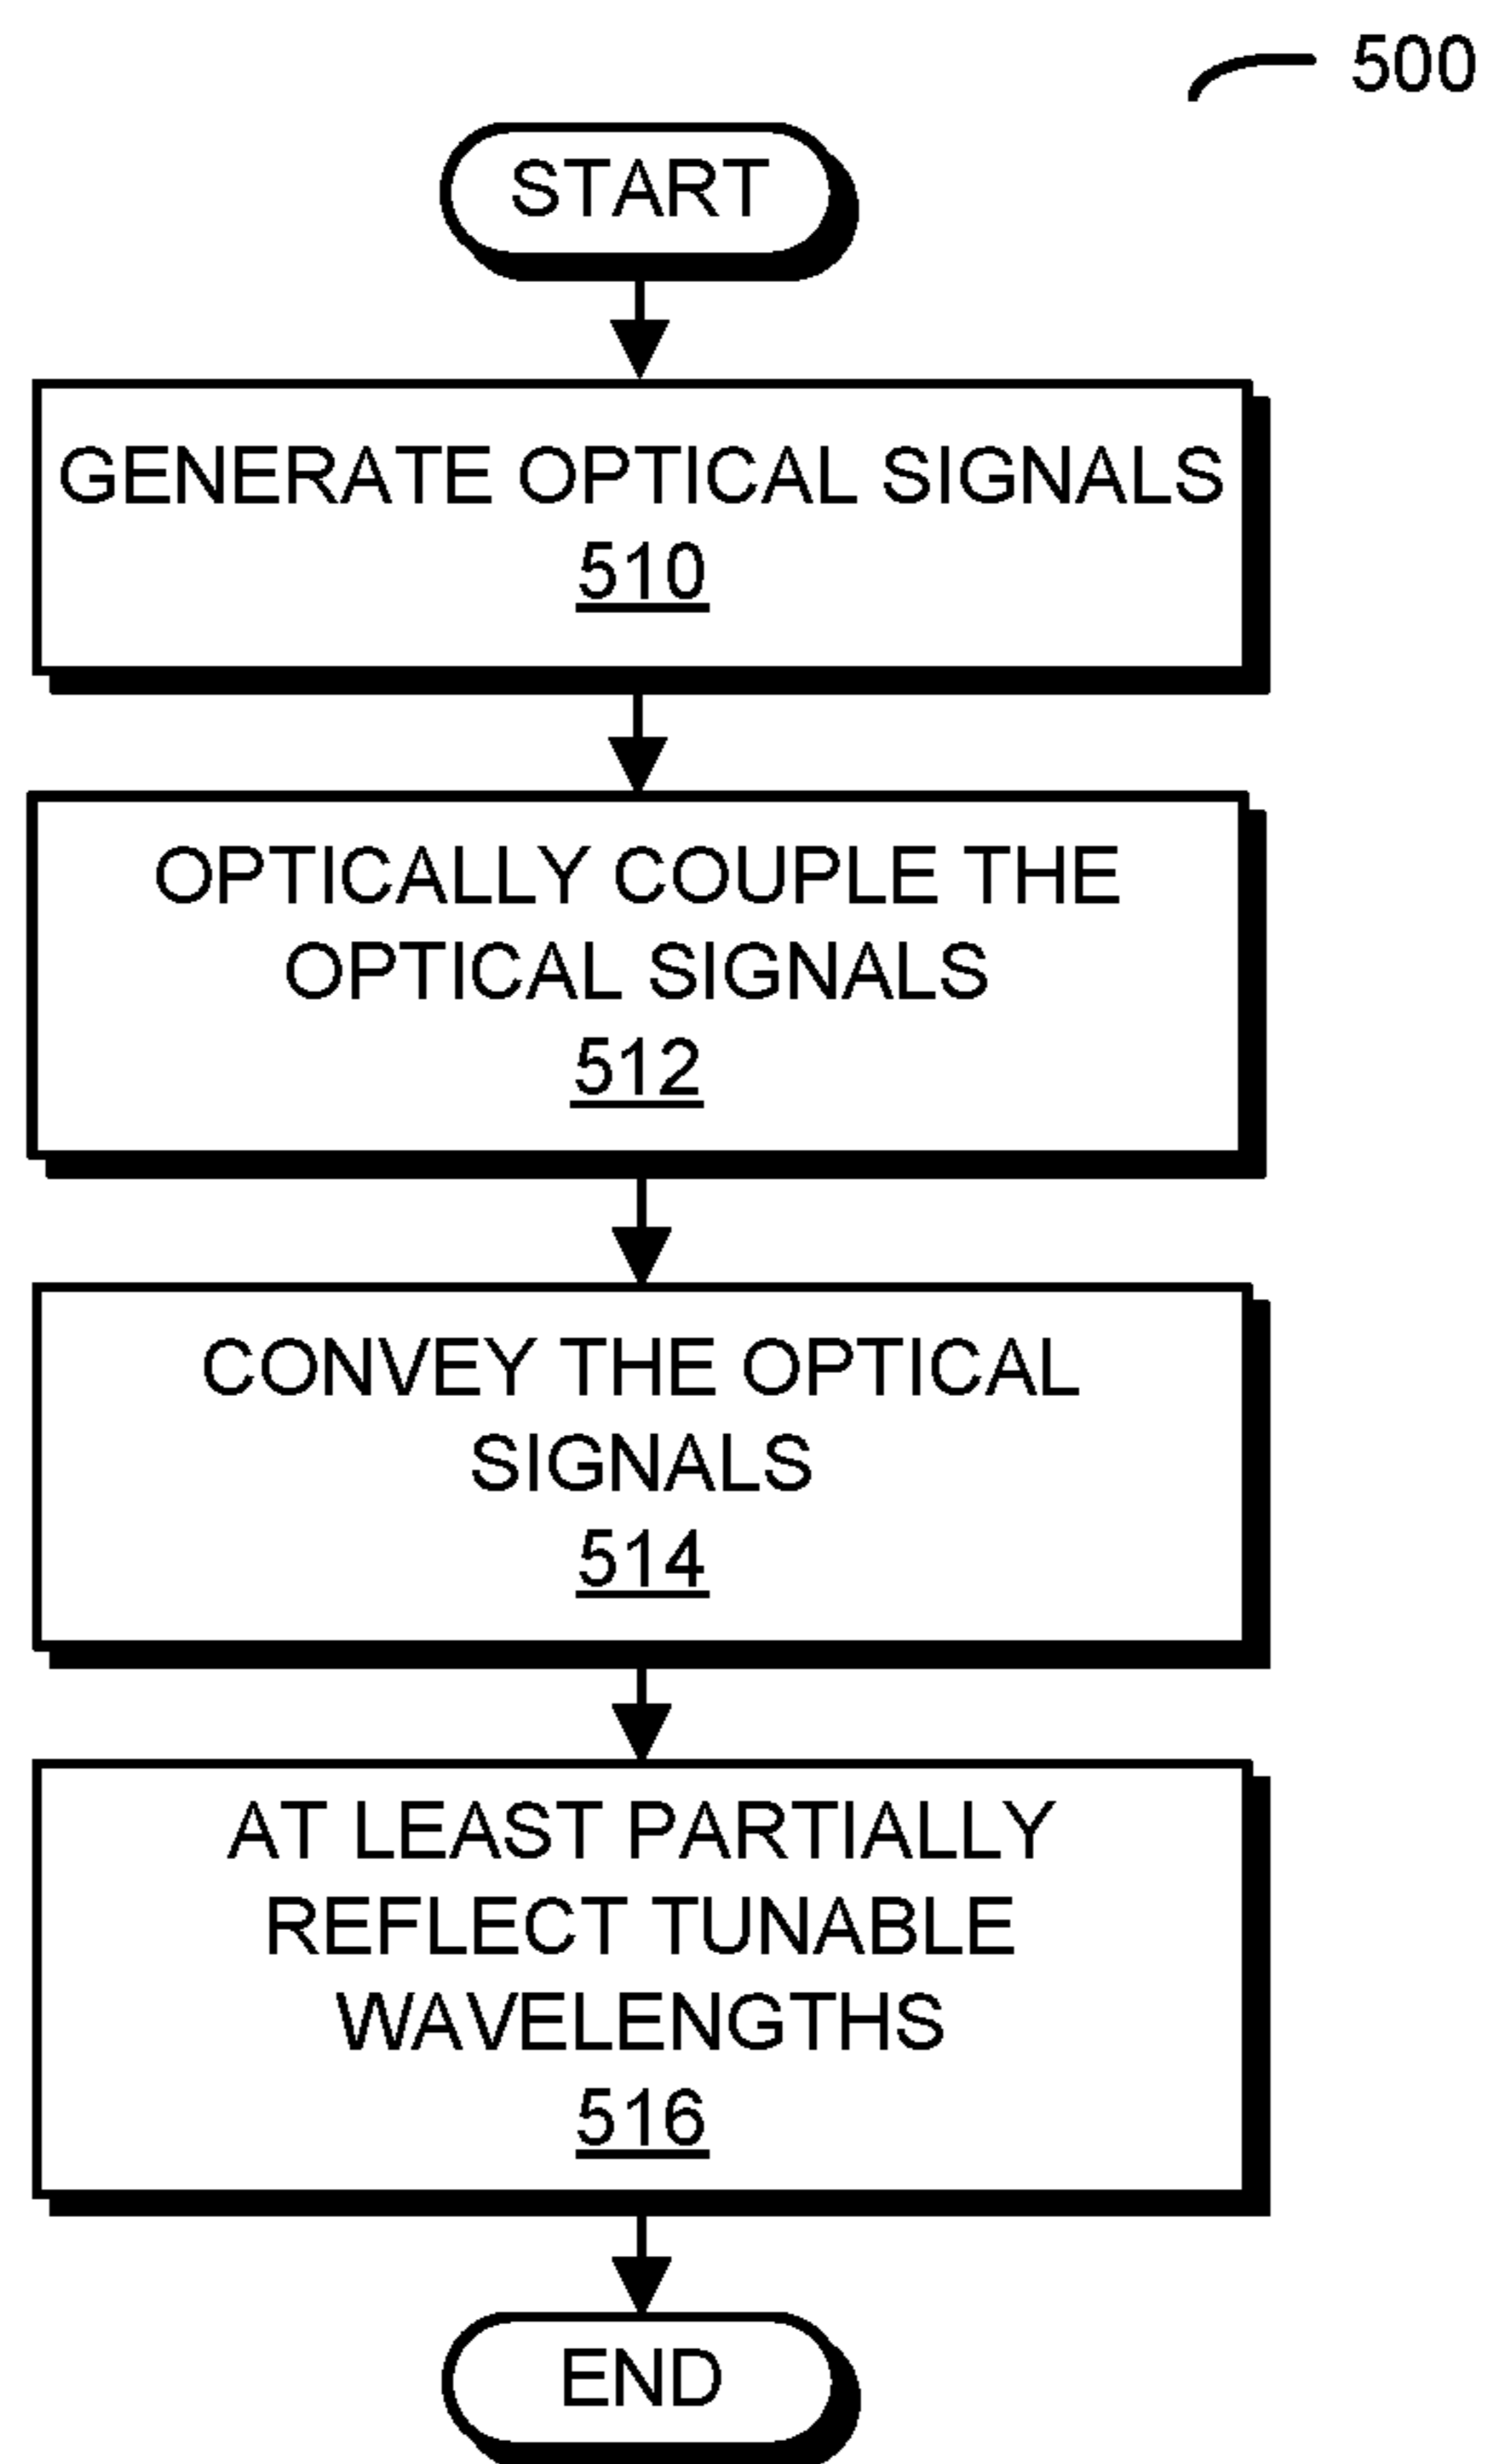 500
START
GENERATE OPTICAL SIGNALS
510
OPTICALLY COUPLE THE
OPTICAL SIGNALS
512
CONVEY THE OPTICAL
SIGNALS
514
AT LEAST PARTIALLY
REFLECT TUNABLE
WAVELENGTHS
516
END